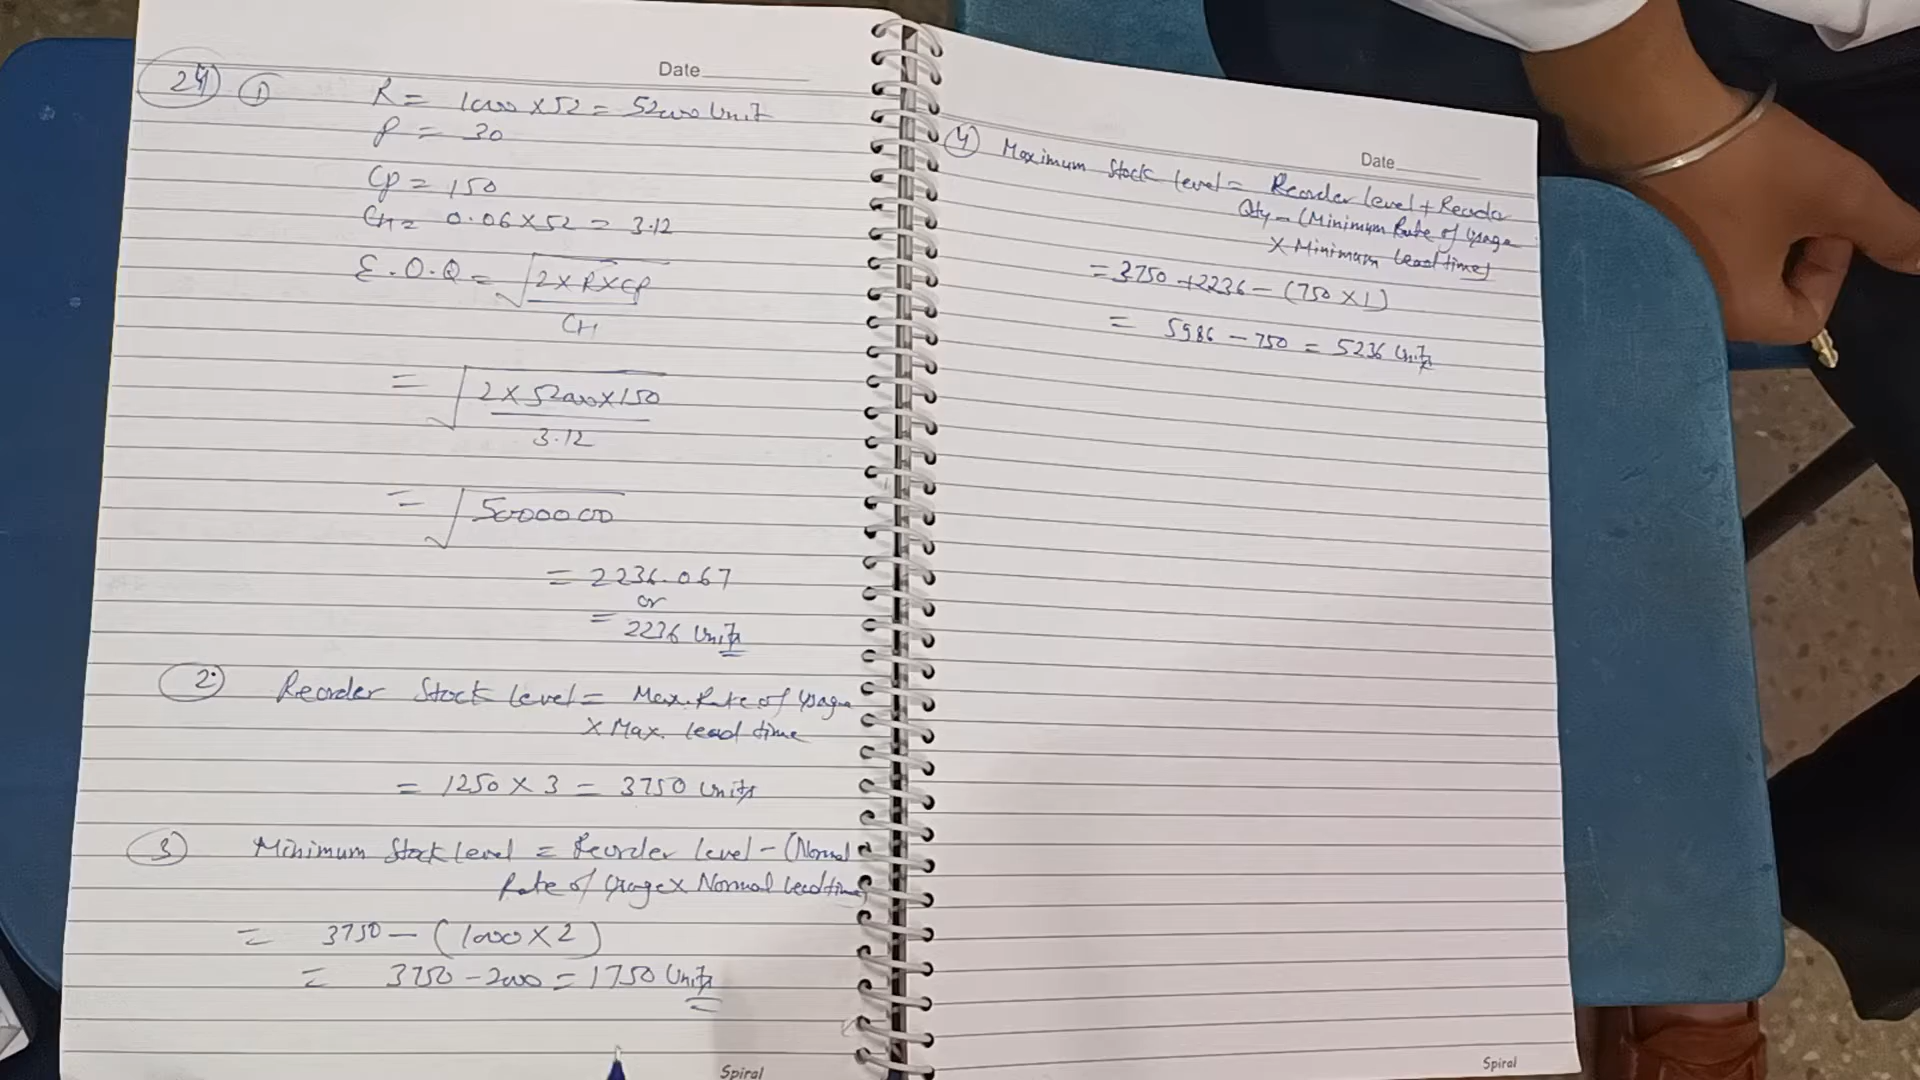 Date
24 1 R = 1000 × 52 = 52000 Unit
P = 30
Cp = 150
CH = 0.06 × 52 = 3.12
E.O.Q = √2 × R × CP
CH
= √2 × 52000 × 150
3.12
= √5000000
= 2236.067
or
= 2236 Units
2. Reorder Stock Level = Max. Rate of Usage
× Max. lead time
= 1250 × 3 = 3750 Units
3 Minimum Stock Level = Reorder Level - (Normal
Rate of Usage × Normal Lead time)
= 3750 - (1000 × 2)
= 3750 - 2000 = 1750 Units
Spiral
Date
4 Maximum Stock Level = Reorder Level + Reorder
Qty - (Minimum Rate of Usage
× Minimum Lead time)
= 3750 + 2236 - (750 × 1)
= 5986 - 750 = 5236 Units
Spiral